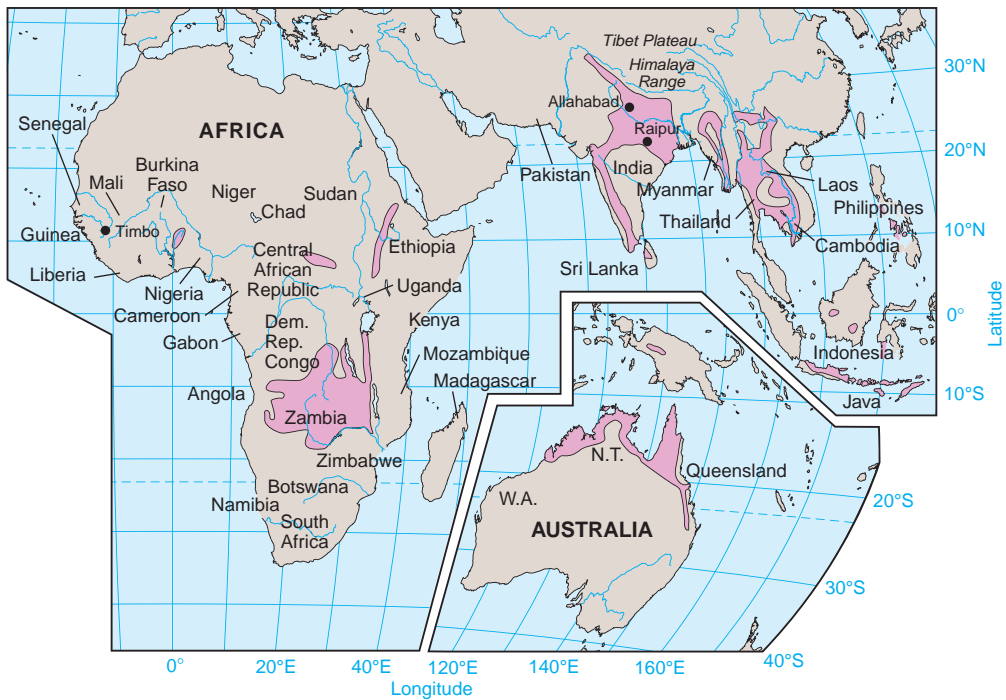 Tibet Plateau
Himalaya
Range
30°N
Allahabad
Senegal
AFRICA
Raipur
20°N
Burkina
Faso
Mali
Niger
Sudan
Pakistan
India
Myanmar
Laos
Chad
Thailand
Philippines
Guinea
Timbo
Ethiopia
10°N
Cambodia
Central
African
Republic
Liberia
Sri Lanka
Nigeria
Uganda
Cameroon
0°
Latitude
Dem.
Rep.
Congo
Kenya
Gabon
Mozambique
Indonesia
Madagascar
Angola
10°S
Java
Zambia
N.T.
Zimbabwe
Queensland
Botswana
W.A.
20°S
Namibia
South
Africa
AUSTRALIA
30°S
0°
20°E
40°E
120°E
140°E
160°E
40°S
Longitude